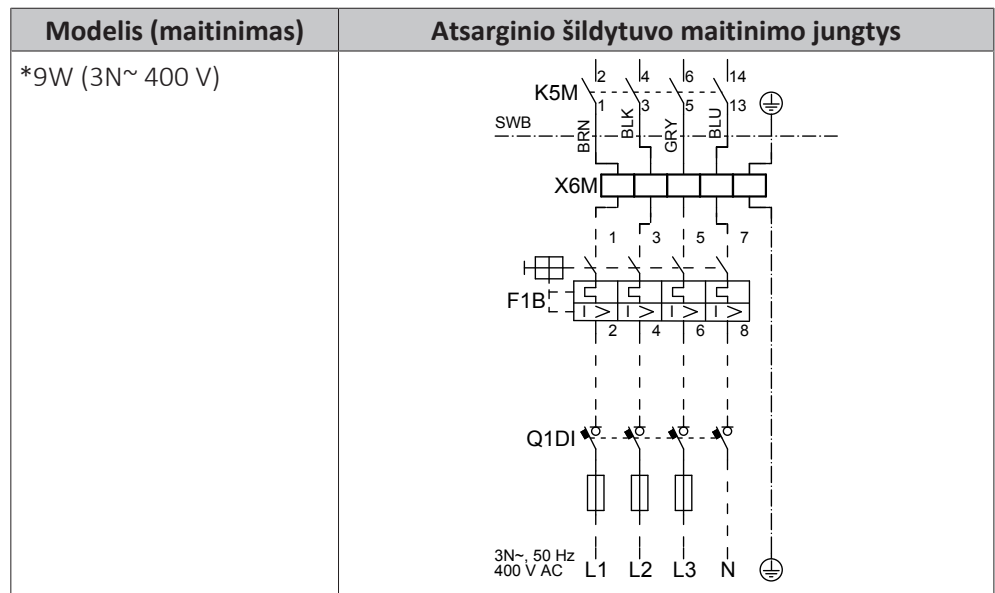 Modelis (maitinimas)
Atsarginio šildytuvo maitinimo jungtys
*9W (3N~ 400 V)
2 4 6 14
K5M
1 3 5 13
SWB
BRN BLK GRY BLU
X6M
1 3 5 7
F1B
I > I > I > I >
2 4 6 8
Q1DI
3N~, 50 Hz
400 V AC
L1 L2 L3 N